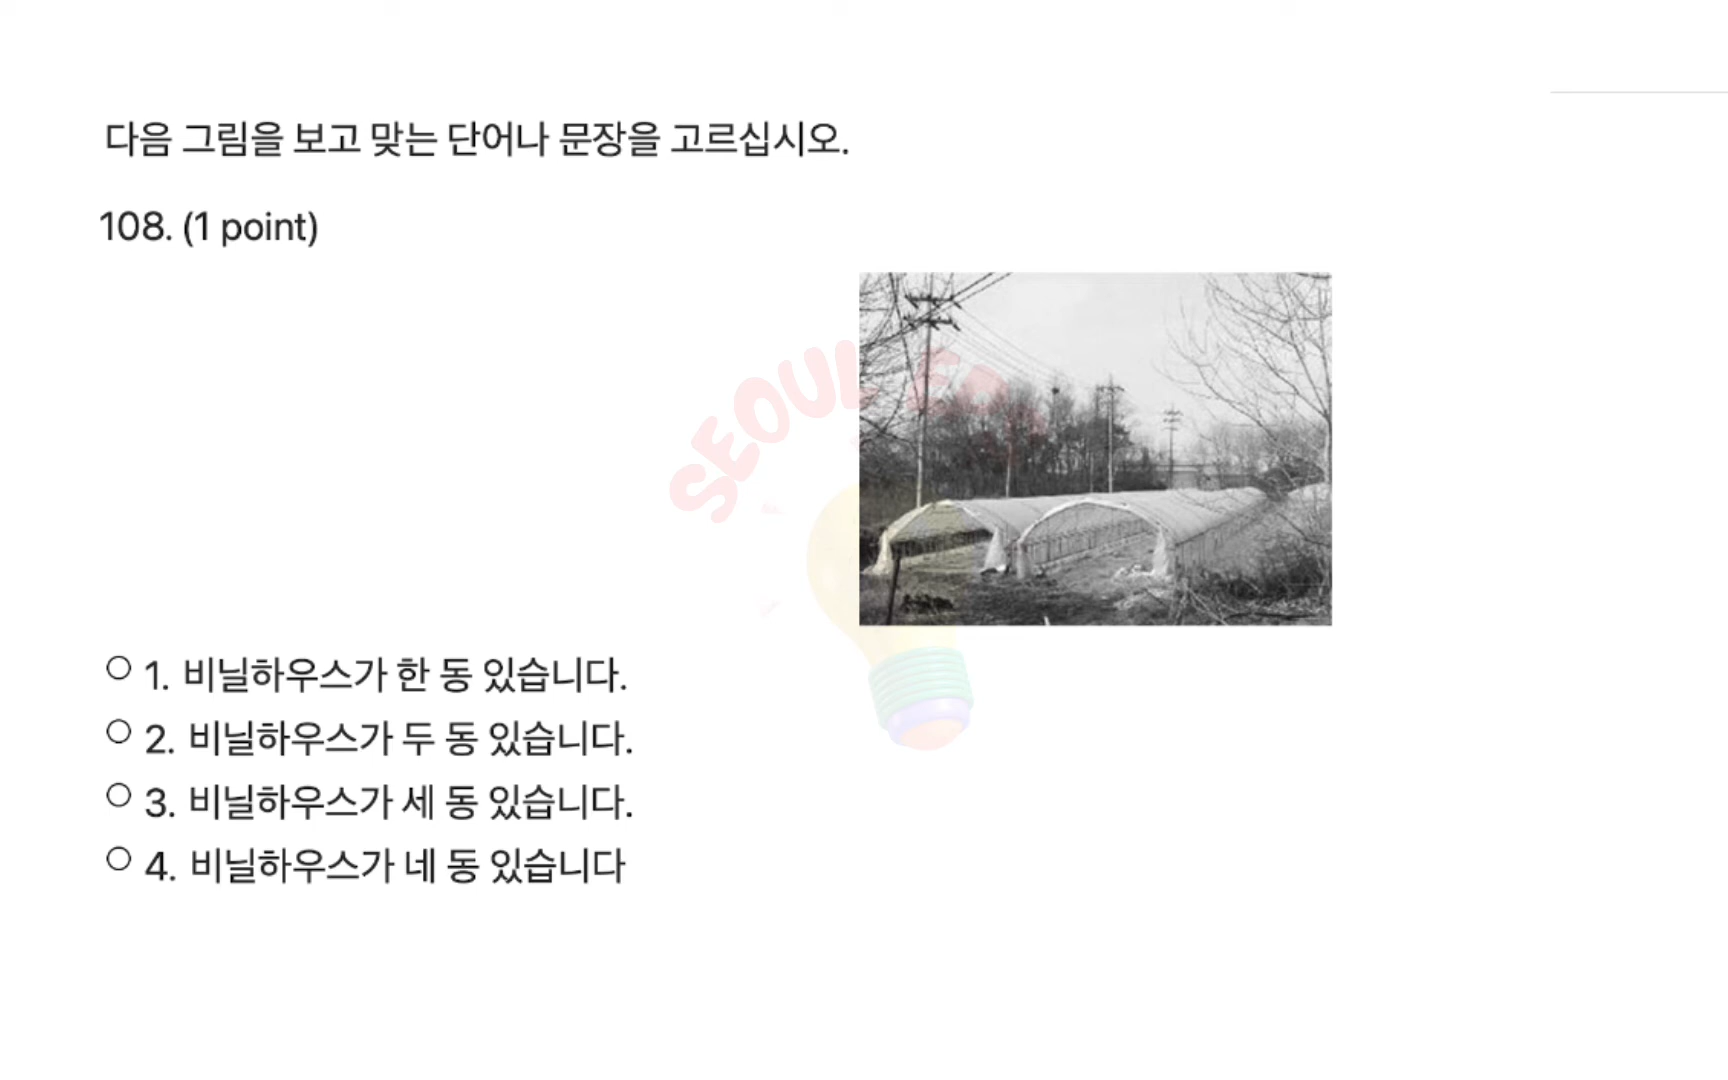 다음 그림을 보고 맞는 단어나 문장을 고르십시오.
108. (1 point)
SEOUL
1. 비닐하우스가 한 동 있습니다.
2. 비닐하우스가 두 동 있습니다.
3. 비닐하우스가 세 동 있습니다.
4. 비닐하우스가 네 동 있습니다